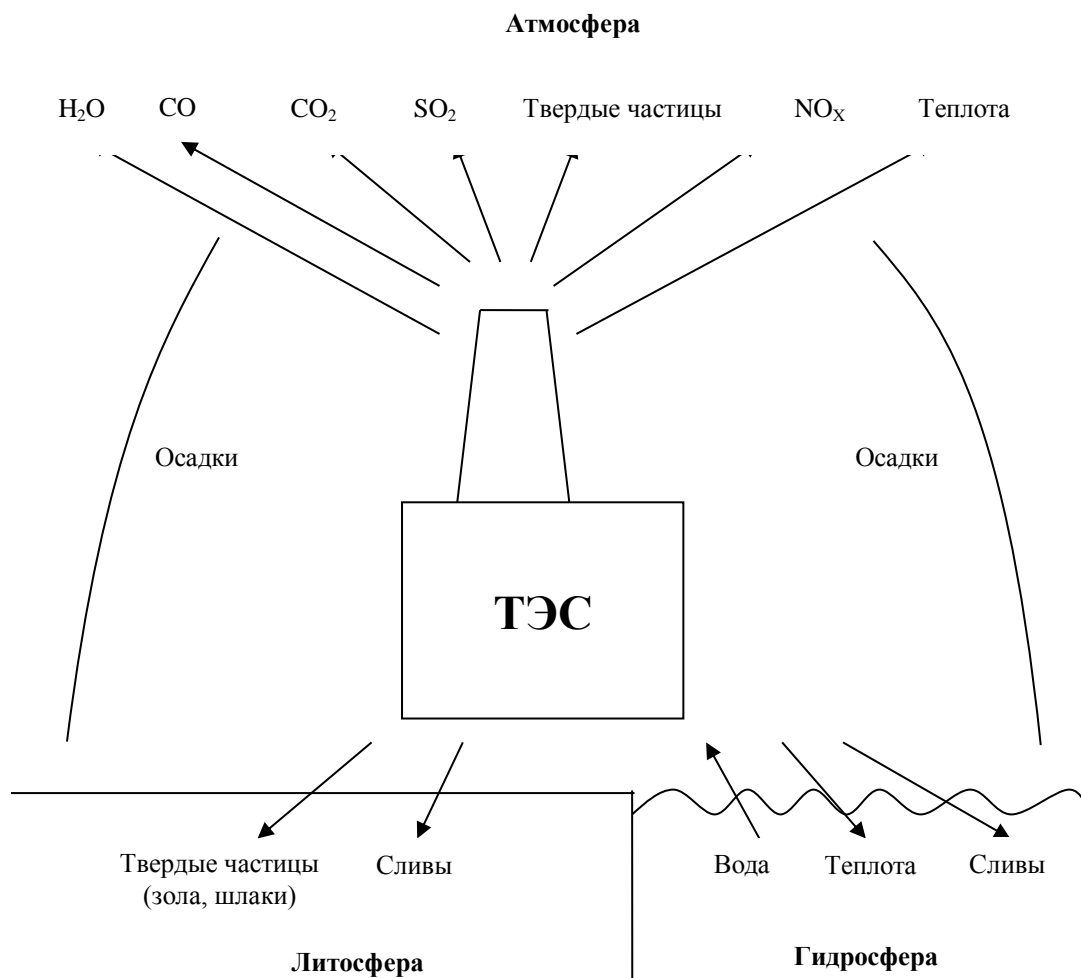 Атмосфера
H₂O CO CO₂ SO₂ Твердые частицы NOX Теплота
Осадки Осадки
ТЭС
Твердые частицы Сливы Вода Теплота Сливы
(зола, шлаки)
Литосфера Гидросфера